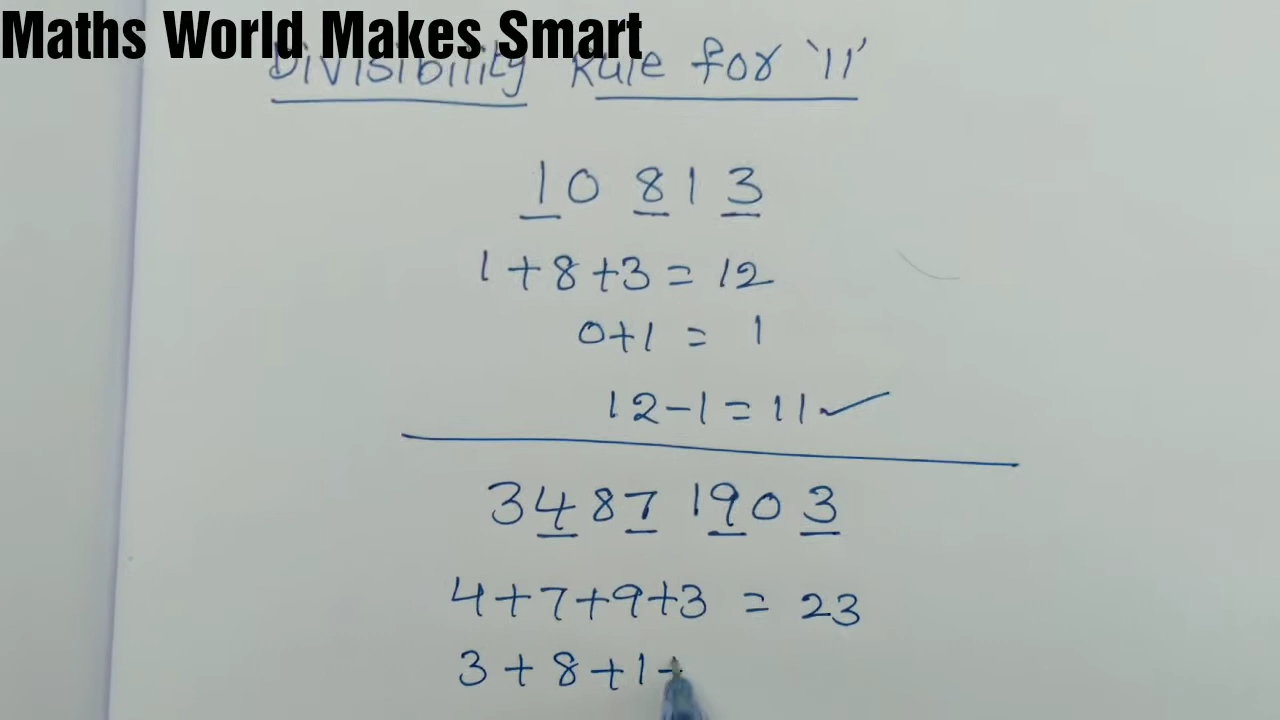 Maths World Makes Smart
Divisibility Rule for '11'
10813
1+8+3=12
0+1 = 1
12-1=11✓
34871903
4+7+9+3 = 23
3+8+1+